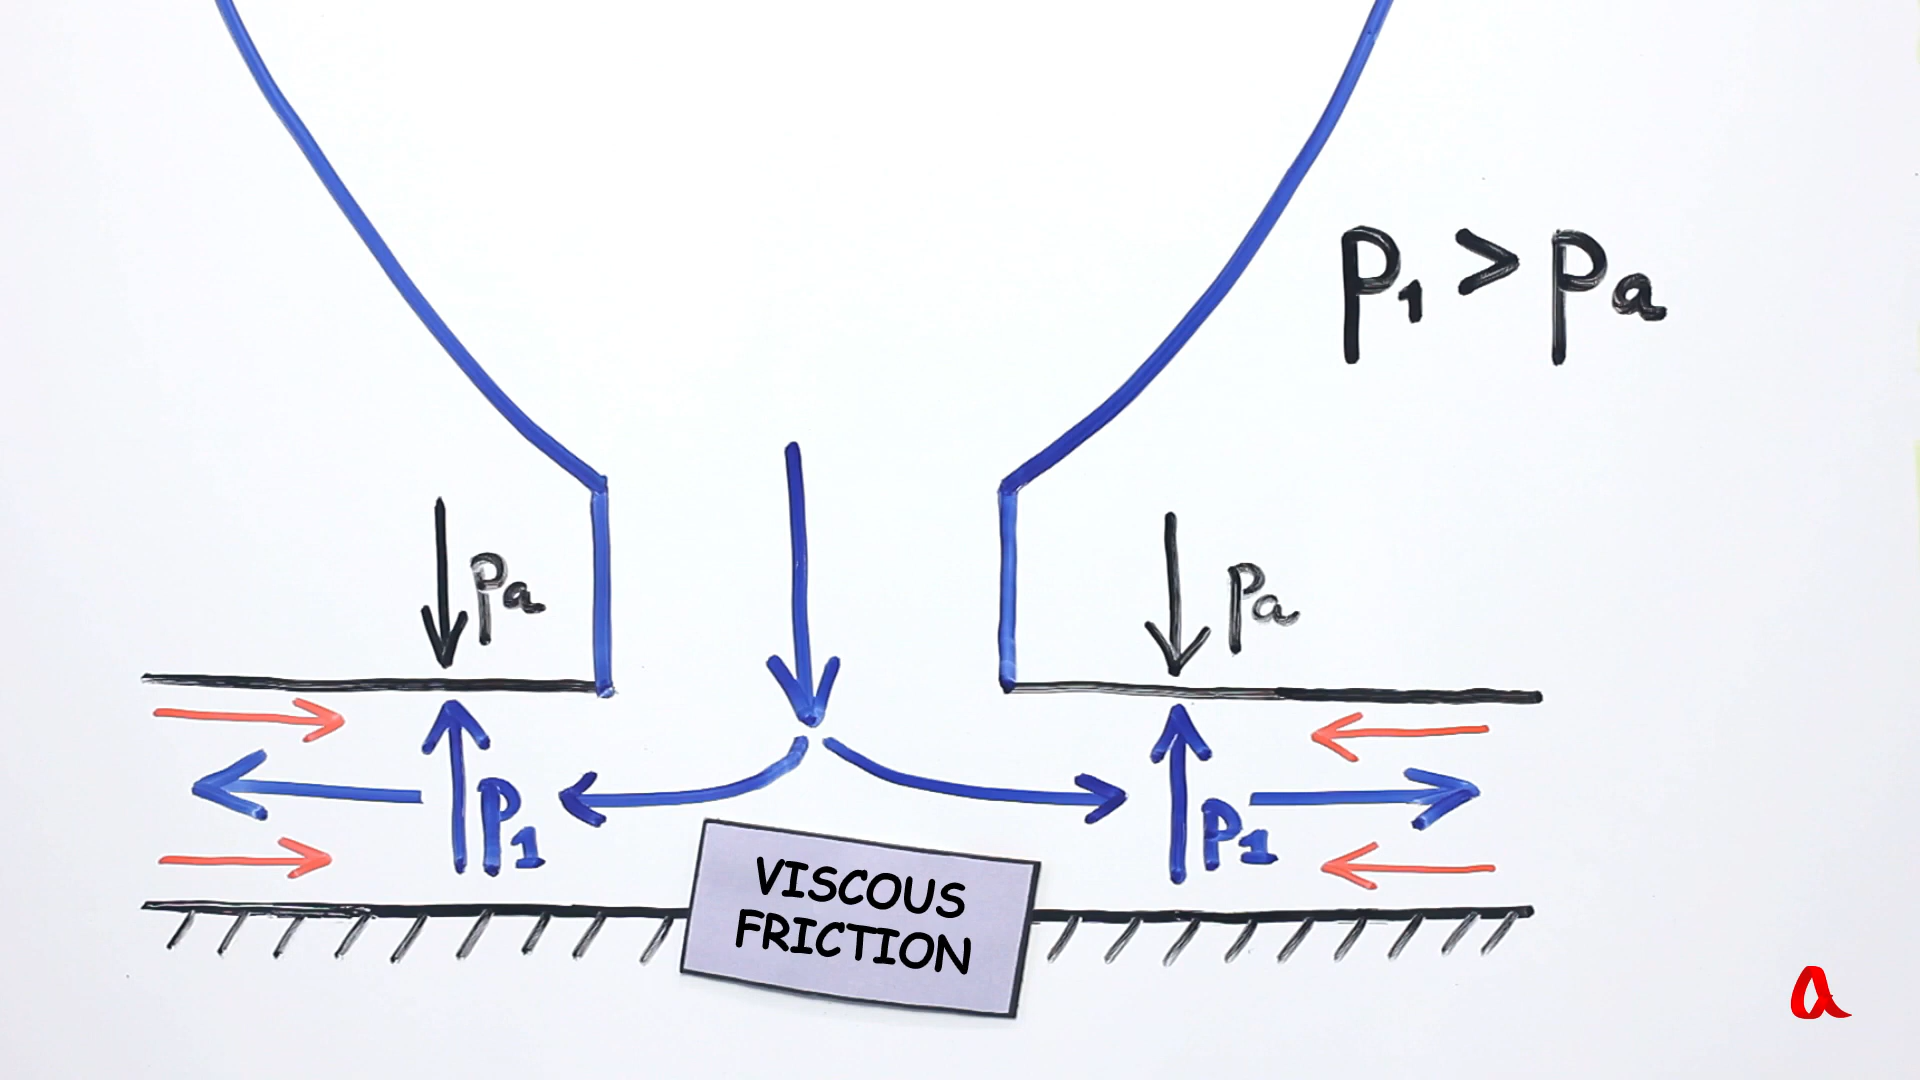 p₁ > pₐ
pₐ
pₐ
p₁
p₁
VISCOUS
FRICTION
a